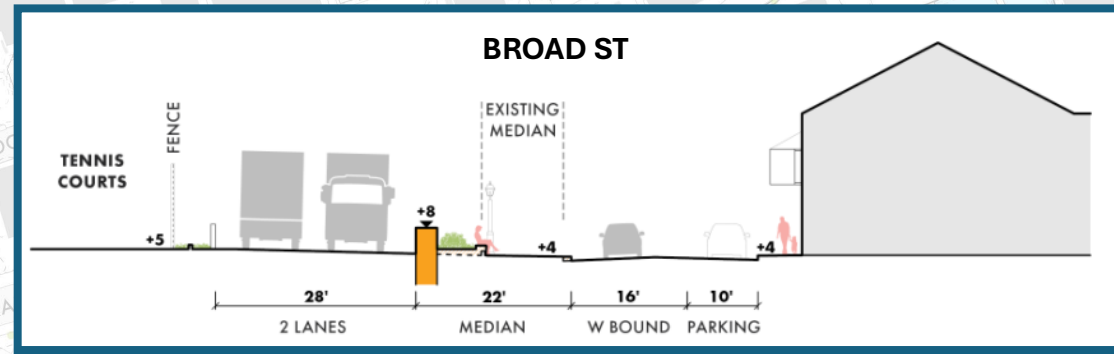 BROAD ST
FENCE
EXISTING
MEDIAN
TENNIS
COURTS
+8
+5
+4
+4
28'
22'
16'
10'
2 LANES
MEDIAN
W BOUND
PARKING